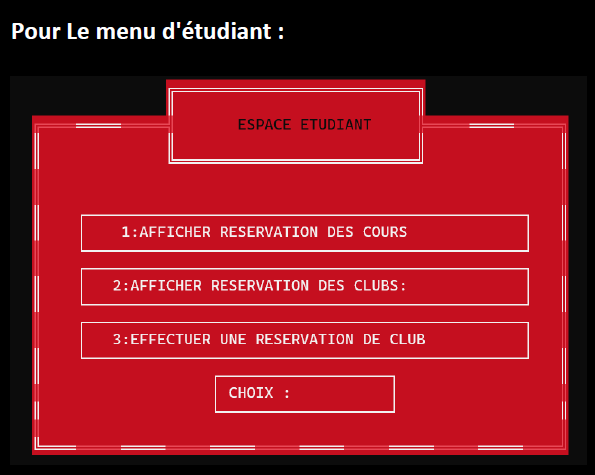 Pour Le menu d'étudiant :
ESPACE ETUDIANT
1:AFFICHER RESERVATION DES COURS
2:AFFICHER RESERVATION DES CLUBS:
3:EFFECTUER UNE RESERVATION DE CLUB
CHOIX :